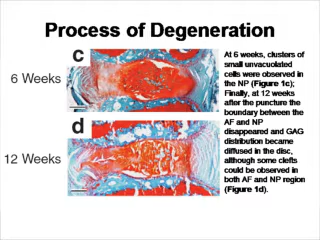 Process of Degeneration
c
6 Weeks
d
12 Weeks
At 6 weeks, clusters of
small unvacuolated
cells were observed in
the NP (Figure 1c);
Finally, at 12 weeks
after the puncture the
boundary between the
AF and NP
disappeared and GAG
distribution became
diffused in the disc,
although some clefts
could be observed in
both AF and NP region
(Figure 1d).